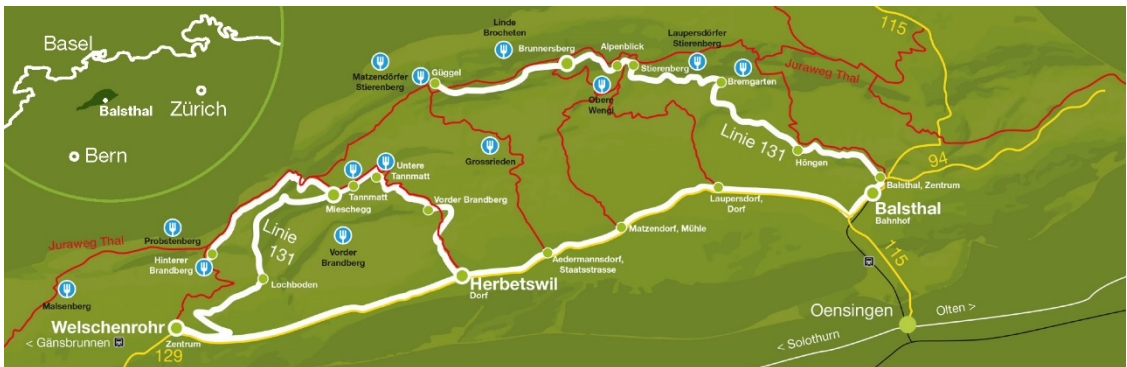 Basel
Zürich
Balsthal
Bern
Linde
Brocheten
Brunnersberg
Alpenblick
Laupersdörfer
Stierenberg
115
Matzendörfer
Stierenberg
Güggel
Stierenberg
Bremgarten
Juraweg Thal
Obere
Wengi
Linie 131
Höngen
94
Grossrieden
Untere
Tannmatt
Tannmatt
Mieschegg
Vorder Brandberg
Balsthal, Zentrum
Balsthal
Bahnhof
Laupersdorf,
Dorf
Matzendorf, Mühle
Aedermannsdorf,
Staatsstrasse
Probstenberg
Juraweg Thal
Hinterer
Brandberg
Linie
131
Vorder
Brandberg
Lochboden
Herbetswil
Dorf
Malsenberg
Welschenrohr
Zentrum
< Gänsbrunnen
129
115
Oensingen
Olten >
< Solothurn